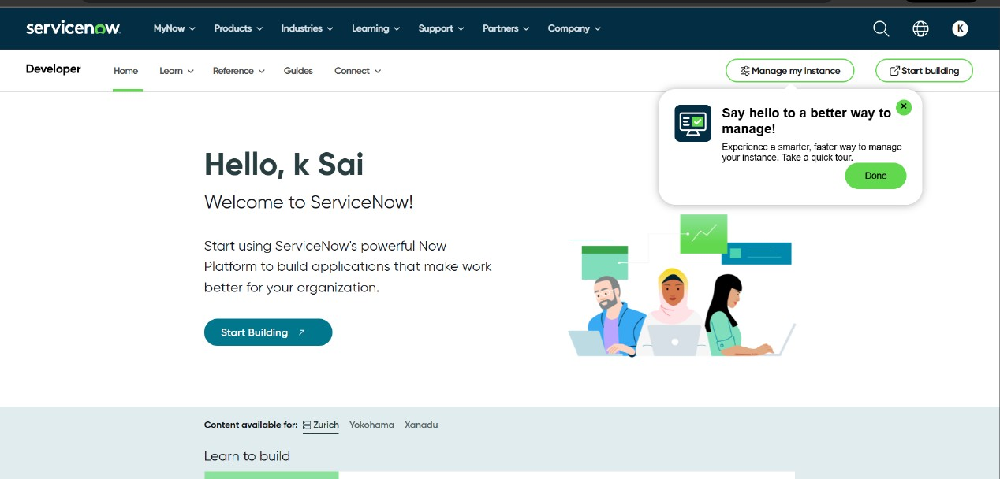 servicenow
MyNow Products Industries Learning Support Partners Company
K
Developer
Home Learn Reference Guides Connect
Manage my instance
Start building
Say hello to a better way to
manage!
Experience a smarter, faster way to manage
your instance. Take a quick tour.
Done
Hello, k Sai
Welcome to ServiceNow!
Start using ServiceNow's powerful Now
Platform to build applications that make work
better for your organization.
Start Building
Content available for: Zurich Yokohama Xanadu
Learn to build